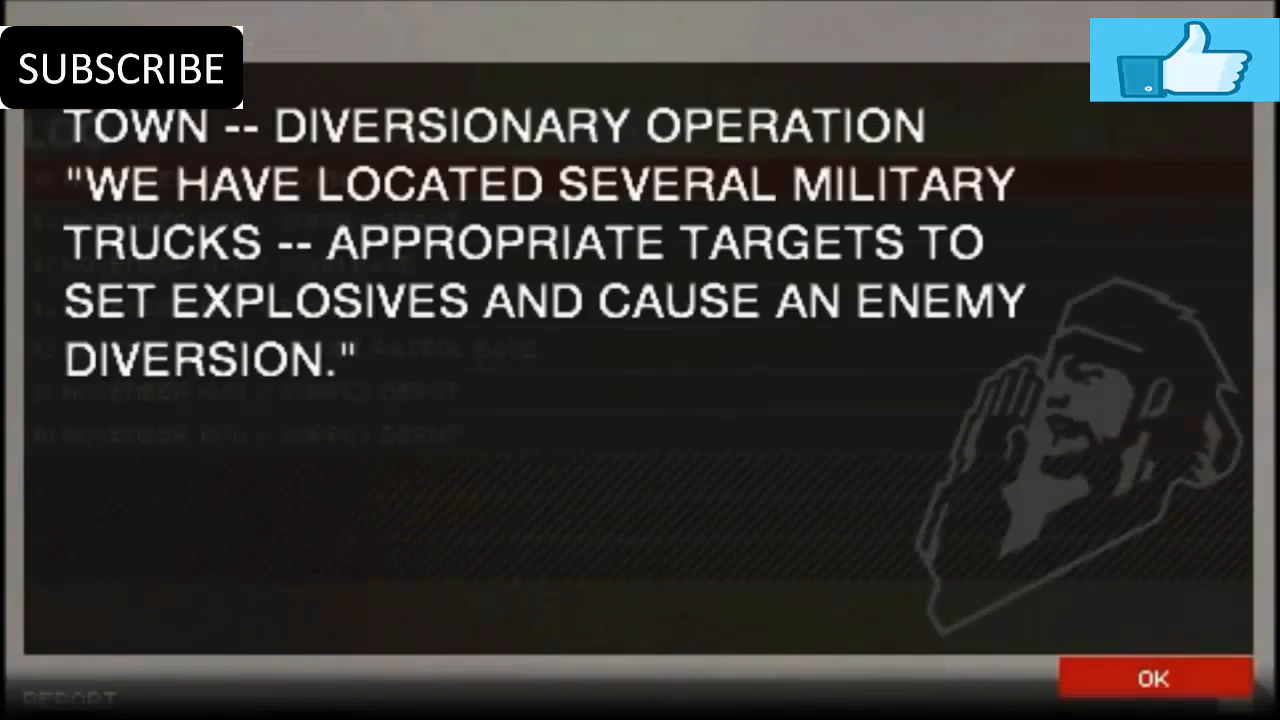 SUBSCRIBE
TOWN -- DIVERSIONARY OPERATION
"WE HAVE LOCATED SEVERAL MILITARY
TRUCKS -- APPROPRIATE TARGETS TO
SET EXPLOSIVES AND CAUSE AN ENEMY
DIVERSION."
OK
REPORT